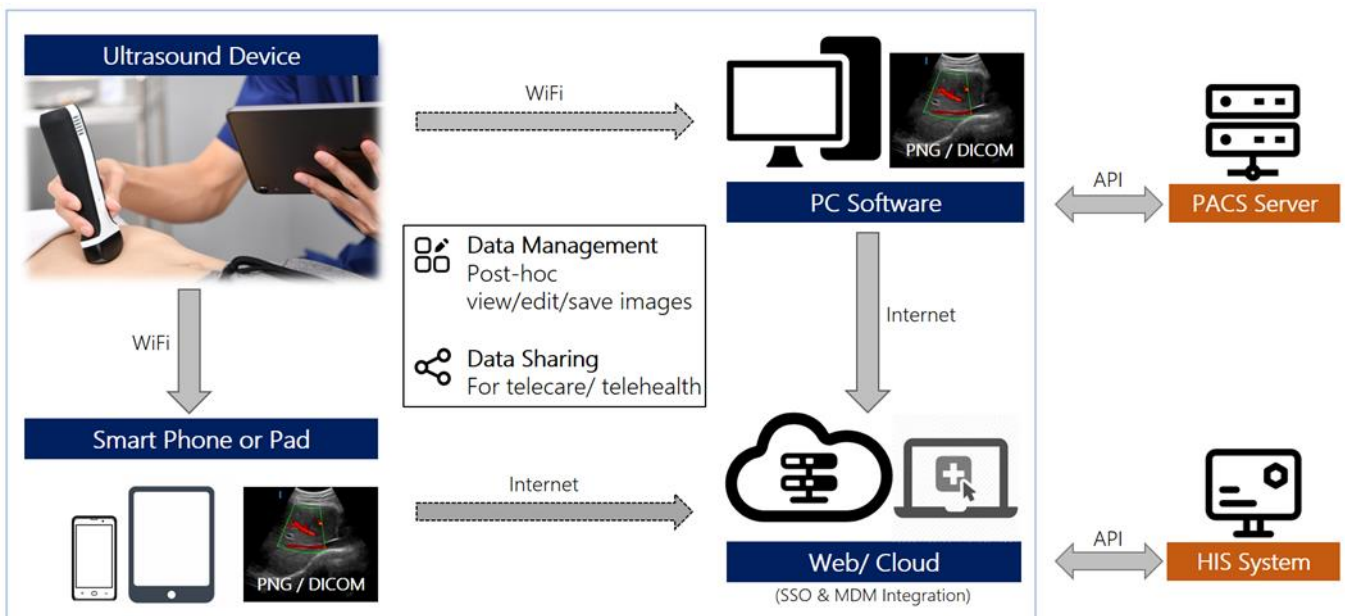 Ultrasound Device
WiFi
PNG / DICOM
PC Software
API
PACS Server
Data Management
Post-hoc
view/edit/save images
Data Sharing
For telecare/ telehealth
WiFi
Internet
Smart Phone or Pad
PNG / DICOM
Internet
Web/ Cloud
(SSO & MDM Integration)
API
HIS System